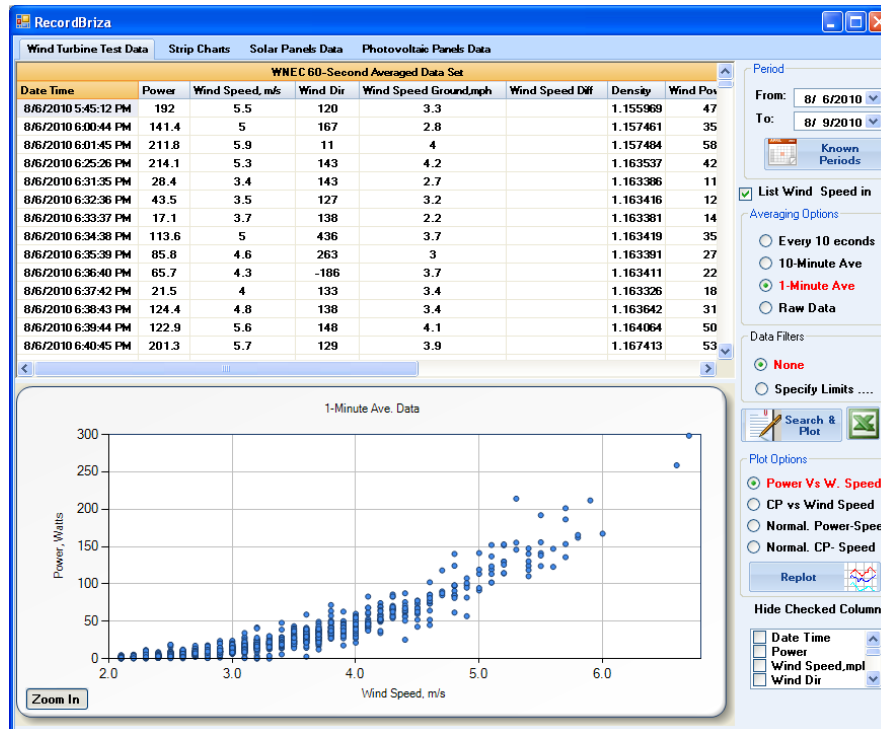 RecordBriza
Wind Turbine Test Data Strip Charts Solar Panels Data Photovoltaic Panels Data
WNEC 60-Second Averaged Data Set
Date Time Power Wind Speed, m/s Wind Dir Wind Speed Ground,mph Wind Speed Diff Density Wind Pov
8/6/2010 5:45:12 PM 192 5.5 120 3.3 1.155969 47
8/6/2010 6:00:44 PM 141.4 5 167 2.8 1.157461 35
8/6/2010 6:01:45 PM 211.8 5.9 11 4 1.157484 58
8/6/2010 6:25:26 PM 214.1 5.3 143 4.2 1.163537 42
8/6/2010 6:31:35 PM 28.4 3.4 143 2.7 1.163386 11
8/6/2010 6:32:36 PM 43.5 3.5 127 3.2 1.163416 12
8/6/2010 6:33:37 PM 17.1 3.7 138 2.2 1.163381 14
8/6/2010 6:34:38 PM 113.6 5 436 3.7 1.163419 35
8/6/2010 6:35:39 PM 85.8 4.6 263 3 1.163391 27
8/6/2010 6:36:40 PM 65.7 4.3 -186 3.7 1.163411 22
8/6/2010 6:37:42 PM 21.5 4 133 3.4 1.163326 18
8/6/2010 6:38:43 PM 124.4 4.8 138 3.4 1.163642 31
8/6/2010 6:39:44 PM 122.9 5.6 148 4.1 1.164064 50
8/6/2010 6:40:45 PM 201.3 5.7 129 3.9 1.167413 53
1-Minute Ave. Data
Power, Watts
300
250
200
150
100
50
0
2.0 3.0 4.0 5.0 6.0
Wind Speed, m/s
Zoom In
Period
From: 8/ 6/2010
To: 8/ 9/2010
Known
Periods
List Wind Speed in
Averaging Options
Every 10 econds
10-Minute Ave
1-Minute Ave
Raw Data
Data Filters
None
Specify Limits ....
Search &
Plot
Plot Options
Power Vs W. Speed
CP vs Wind Speed
Normal. Power-Spee
Normal. CP- Speed
Replot
Hide Checked Column
Date Time
Power
Wind Speed,mpl
Wind Dir